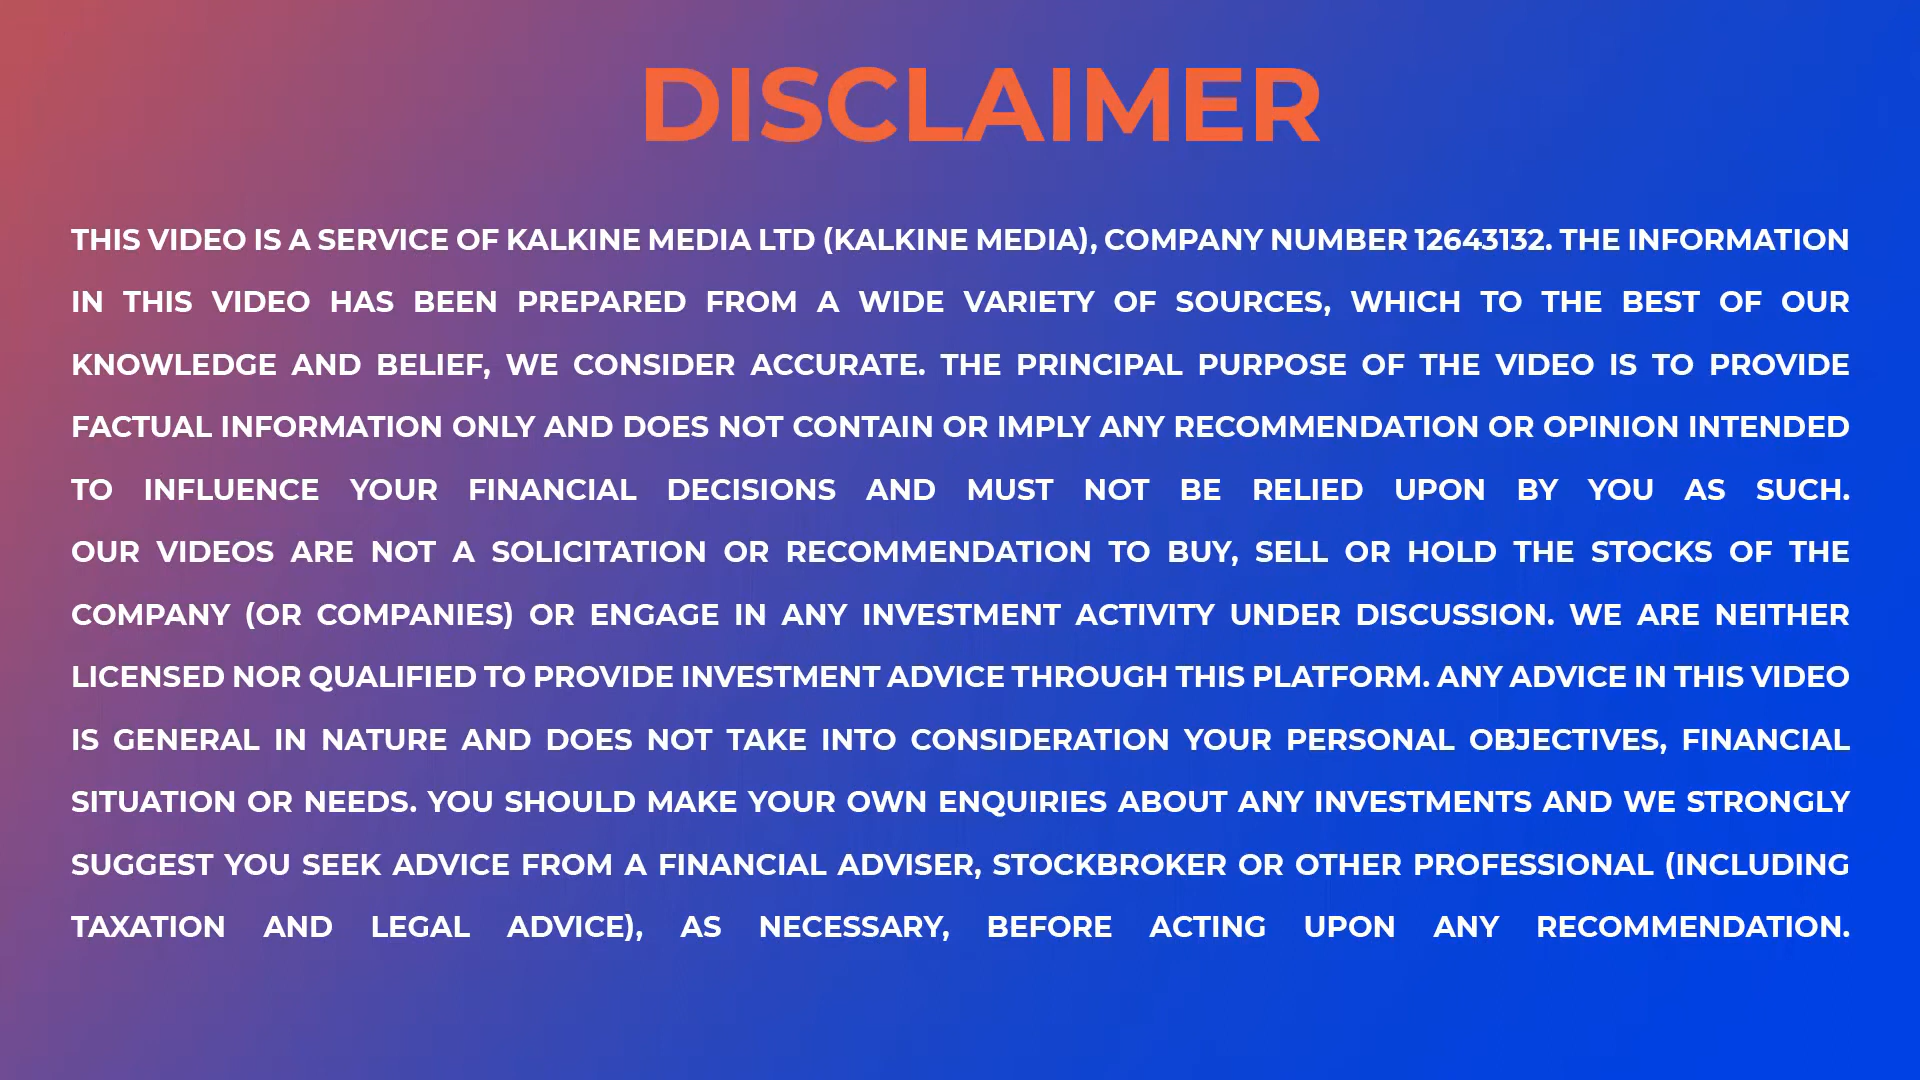 DISCLAIMER
THIS VIDEO IS A SERVICE OF KALKINE MEDIA LTD (KALKINE MEDIA), COMPANY NUMBER 12643132. THE INFORMATION
IN THIS VIDEO HAS BEEN PREPARED FROM A WIDE VARIETY OF SOURCES, WHICH TO THE BEST OF OUR
KNOWLEDGE AND BELIEF, WE CONSIDER ACCURATE. THE PRINCIPAL PURPOSE OF THE VIDEO IS TO PROVIDE
FACTUAL INFORMATION ONLY AND DOES NOT CONTAIN OR IMPLY ANY RECOMMENDATION OR OPINION INTENDED
TO INFLUENCE YOUR FINANCIAL DECISIONS AND MUST NOT BE RELIED UPON BY YOU AS SUCH.
OUR VIDEOS ARE NOT A SOLICITATION OR RECOMMENDATION TO BUY, SELL OR HOLD THE STOCKS OF THE
COMPANY (OR COMPANIES) OR ENGAGE IN ANY INVESTMENT ACTIVITY UNDER DISCUSSION. WE ARE NEITHER
LICENSED NOR QUALIFIED TO PROVIDE INVESTMENT ADVICE THROUGH THIS PLATFORM. ANY ADVICE IN THIS VIDEO
IS GENERAL IN NATURE AND DOES NOT TAKE INTO CONSIDERATION YOUR PERSONAL OBJECTIVES, FINANCIAL
SITUATION OR NEEDS. YOU SHOULD MAKE YOUR OWN ENQUIRIES ABOUT ANY INVESTMENTS AND WE STRONGLY
SUGGEST YOU SEEK ADVICE FROM A FINANCIAL ADVISER, STOCKBROKER OR OTHER PROFESSIONAL (INCLUDING
TAXATION AND LEGAL ADVICE), AS NECESSARY, BEFORE ACTING UPON ANY RECOMMENDATION.